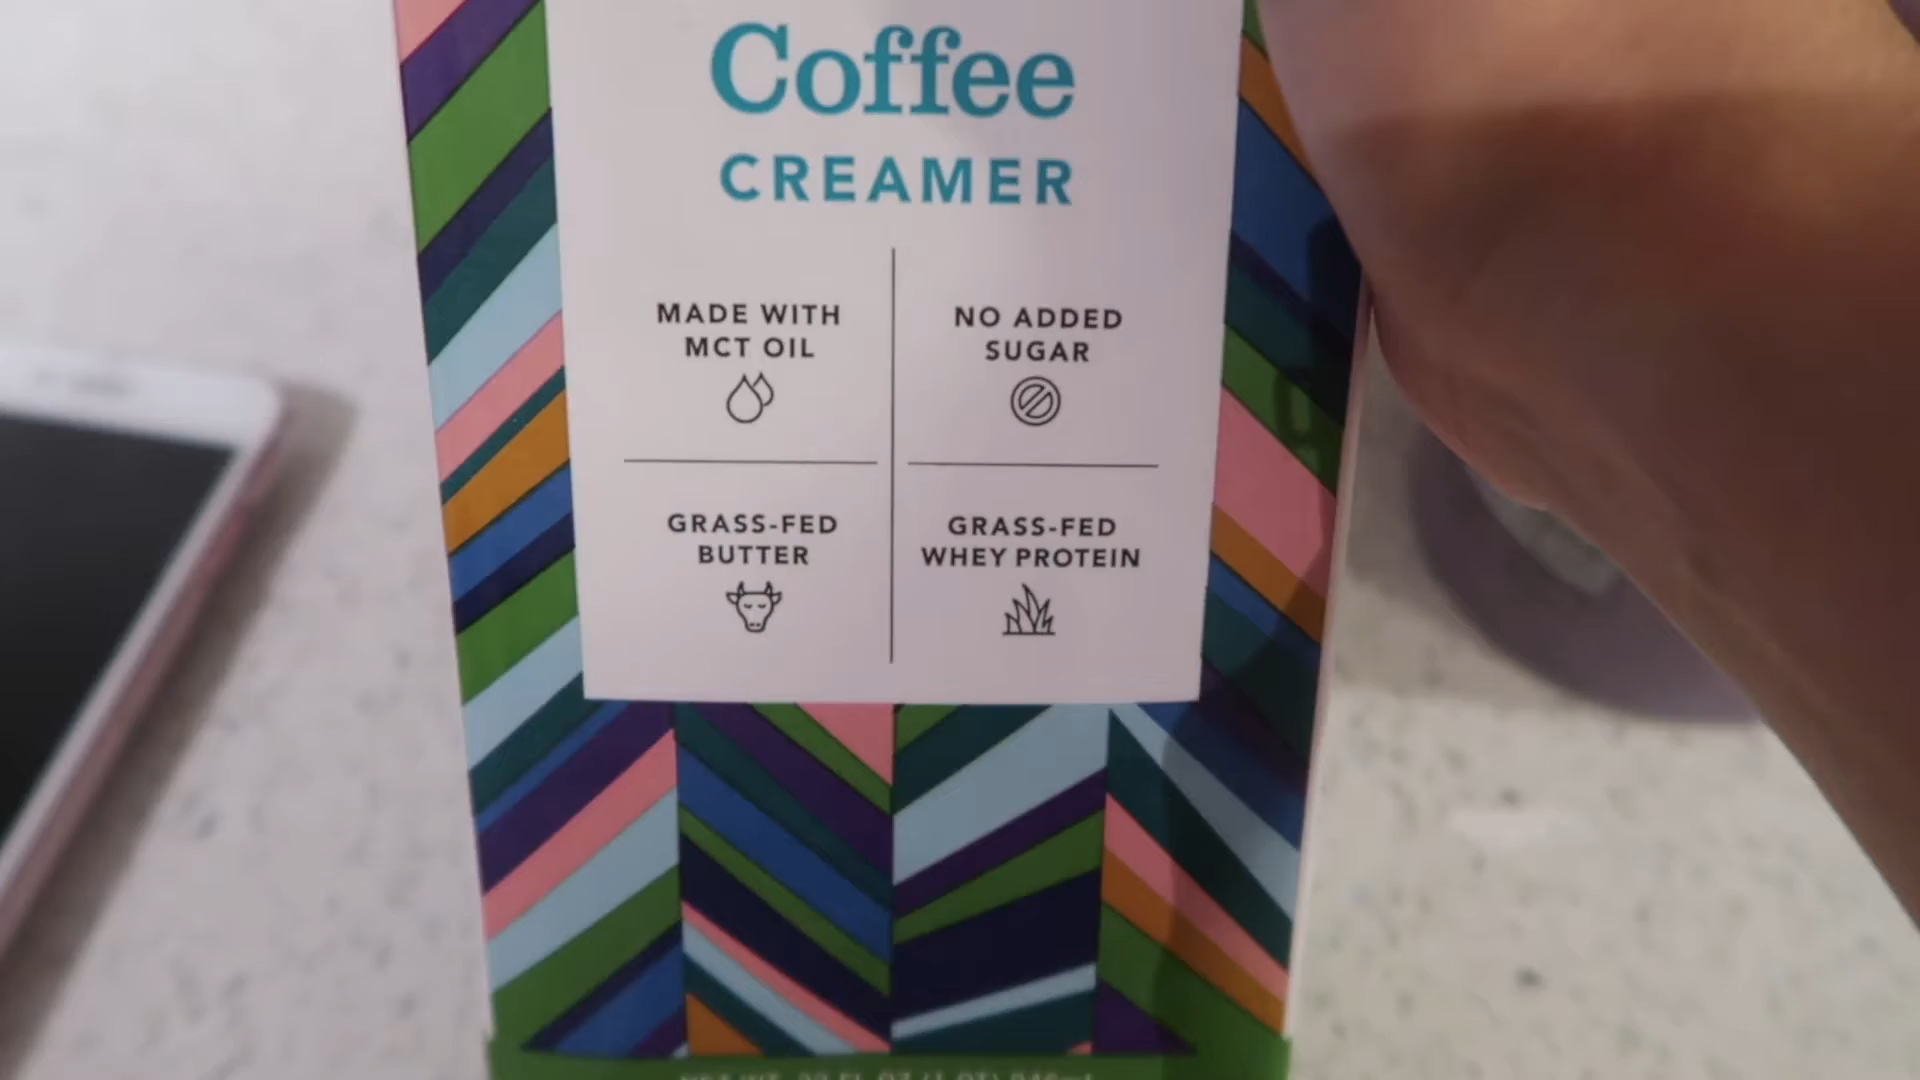 Coffee
CREAMER
MADE WITH
MCT OIL
NO ADDED
SUGAR
GRASS-FED
BUTTER
GRASS-FED
WHEY PROTEIN